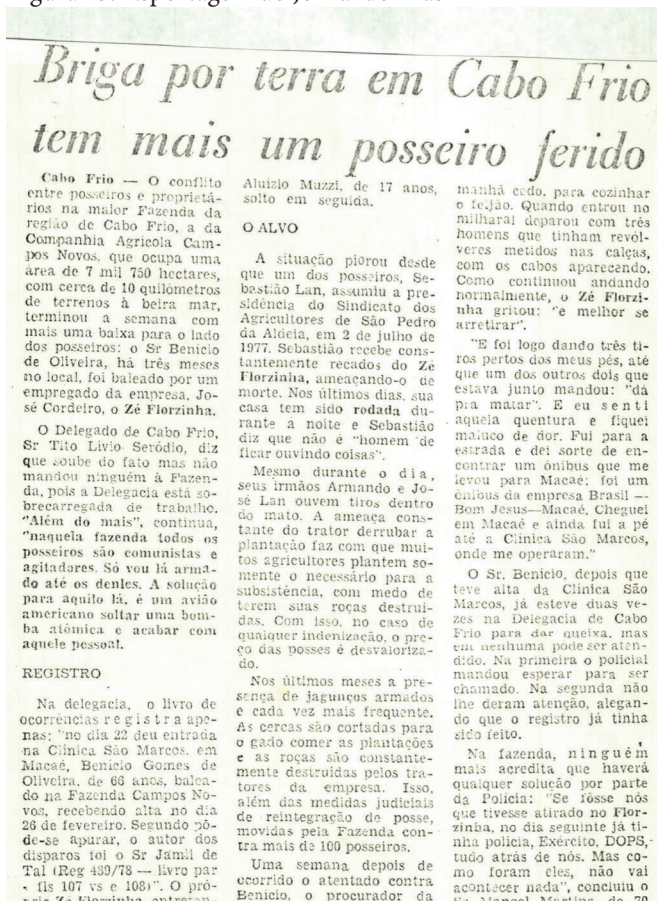 Briga por terra em Cabo Frio
tem mais um posseiro ferido
Cabo Frio — O conflito
entre posseiros e proprietá-
rios na maior Fazenda da
região de Cabo Frio, a da
Companhia Agricola Cam-
pos Novos, que ocupa uma
área de 7 mil 750 hectares,
com cerca de 10 quilômetros
de terrenos à beira mar,
terminou a semana com
mais uma baixa para o lado
dos posseiros: o Sr Benicio
de Oliveira, há três meses
no local, foi baleado por um
empregado da empresa, Jo-
sé Cordeiro, o Zé Florzinha.
O Delegado de Cabo Frio,
Sr Tito Livio Seródio, diz
que soube do fato mas não
mandou ninguém à Fazen-
da, pois a Delegacia está so-
brecarregada de trabalho.
"Além do mais", continua,
"naquela fazenda todos os
posseiros são comunistas e
agitadores. Só vou lá arma-
do até os dentes. A solução
para aquilo lá, é um avião
americano soltar uma bom-
ba atômica e acabar com
aquele pessoal.
REGISTRO
Na delegacia, o livro de
ocorrências registra ape-
nas: "no dia 22 deu entrada
na Clínica São Marcos, em
Macaé, Benicio Gomes de
Oliveira, de 66 anos, balea-
do na Fazenda Campos No-
vos, recebendo alta no dia
26 de fevereiro. Segundo pô-
de-se apurar, o autor dos
disparos foi o Sr Jamil de
Tal (Reg 439/78 — livro par
- fls 107 vs e 108)". O pró-
Zé Florzinha,
Aluizio Muzzi, de 17 anos,
solto em seguida.
O ALVO
A situação piorou desde
que um dos posseiros, Se-
bastião Lan, assumiu a pre-
sidência do Sindicato dos
Agricultores de São Pedro
da Aldeia, em 2 de julho de
1977. Sebastião recebe cons-
tantemente recados do Zé
Florzinha, ameaçando-o de
morte. Nos últimos dias, sua
casa tem sido rodada du-
rante à noite e Sebastião
diz que não é "homem de
ficar ouvindo coisas".
Mesmo durante o dia,
seus irmãos Armando e Jo-
sé Lan ouvem tiros dentro
do mato. A ameaça cons-
tante do trator derrubar a
plantação faz com que mui-
tos agricultores plantem so-
mente o necessário para a
subsistência, com medo de
terem suas roças destruí-
das. Com isso, no caso de
qualquer indenização, o pre-
ço das posses é desvaloriza-
do.
Nos últimos meses a pre-
sença de jagunços armados
e cada vez mais frequente.
As cercas são cortadas para
o gado comer as plantações
e as roças são constante-
mente destruidas pelos tra-
tores da empresa. Isso,
além das medidas judiciais
de reintegração de posse,
movidas pela Fazenda con-
tra mais de 100 posseiros.
Uma semana depois de
ocorrido o atentado contra
Benicio, o procurador da
manhã cedo, para cozinhar
o feijão. Quando entrou no
milharal deparou com três
homens que tinham revól-
veres metidos nas calças,
com os cabos aparecendo.
Como continuou andando
normalmente, o Zé Florzi-
nha gritou: "é melhor se
arretirar".
"E foi logo dando três ti-
ros pertos dos meus pés, até
que um dos outros dois que
estava junto mandou: "dá
pra matar". E eu senti
aquela quentura e fiquei
maluco de dor. Fui para a
estrada e dei sorte de en-
contrar um ônibus que me
levou para Macaé; foi um
ônibus da empresa Brasil —
Bom Jesus—Macaé. Cheguei
em Macaé e ainda fui a pé
até a Clinica São Marcos,
onde me operaram."
O Sr. Benicio, depois que
teve alta da Clinica São
Marcos, já esteve duas ve-
zes na Delegacia de Cabo
Frio para dar queixa, mas
em nenhuma pode ser aten-
dido. Na primeira o policial
mandou esperar para ser
chamado. Na segunda não
lhe deram atenção, alegan-
do que o registro já tinha
sido feito.
Na fazenda, ninguém
mais acredita que haverá
qualquer solução por parte
da Policia: "Se fôsse nós
que tivesse atirado no Flor-
zinha, no dia seguinte já ti-
nha policia, Exército, DOPS,
tudo atrás de nós. Mas co-
mo foram eles, não vai
acontecer nada", concluiu o
Manoel Martins, de 70